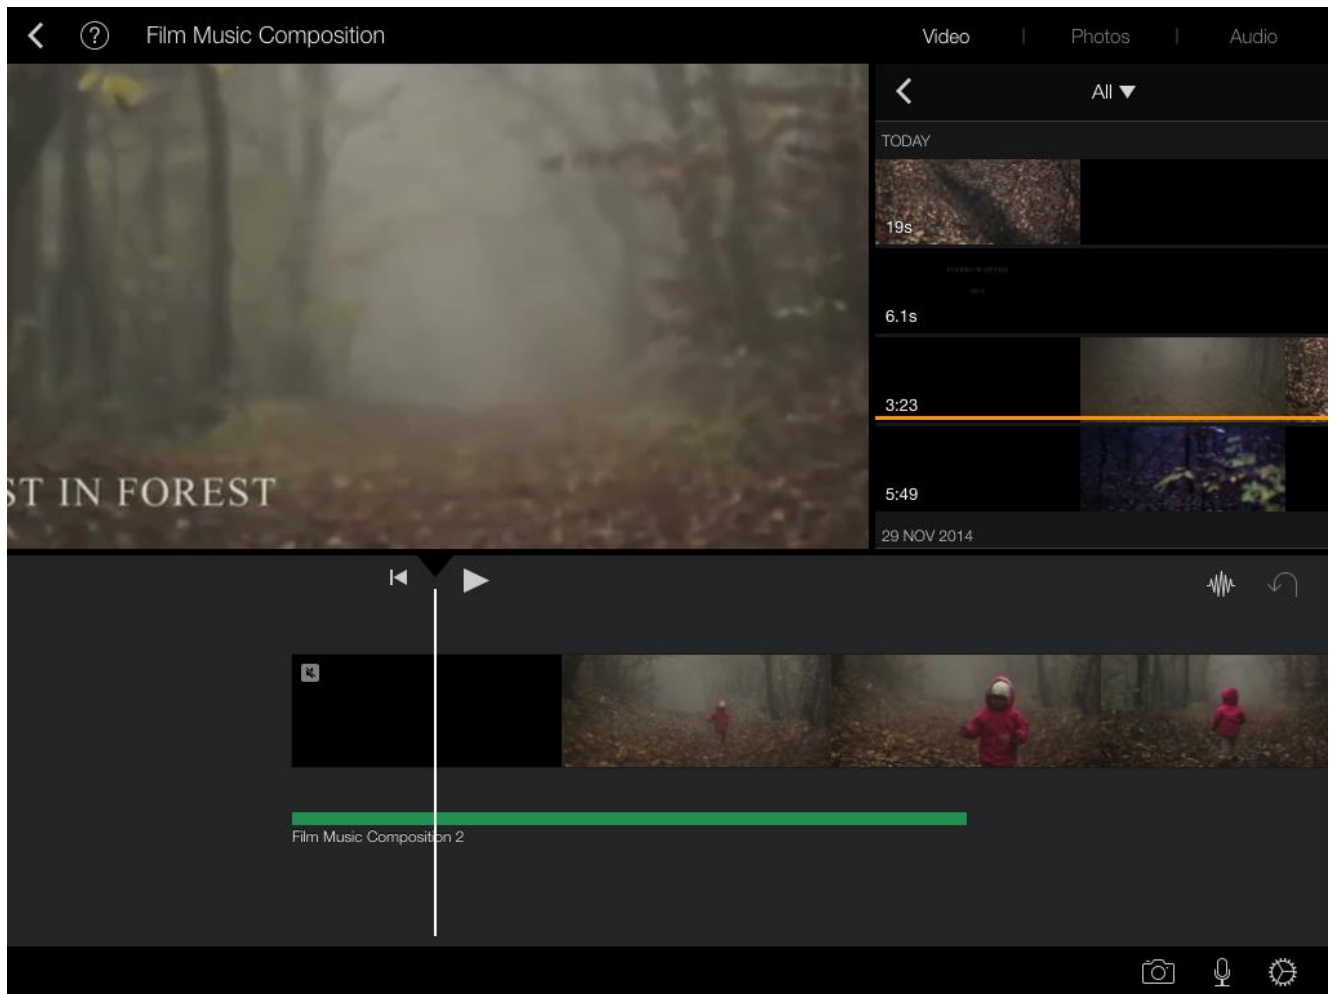 Film Music Composition
Video
Photos
Audio
All
TODAY
19s
6.1s
3:23
5:49
29 NOV 2014
ST IN FOREST
Film Music Composition 2